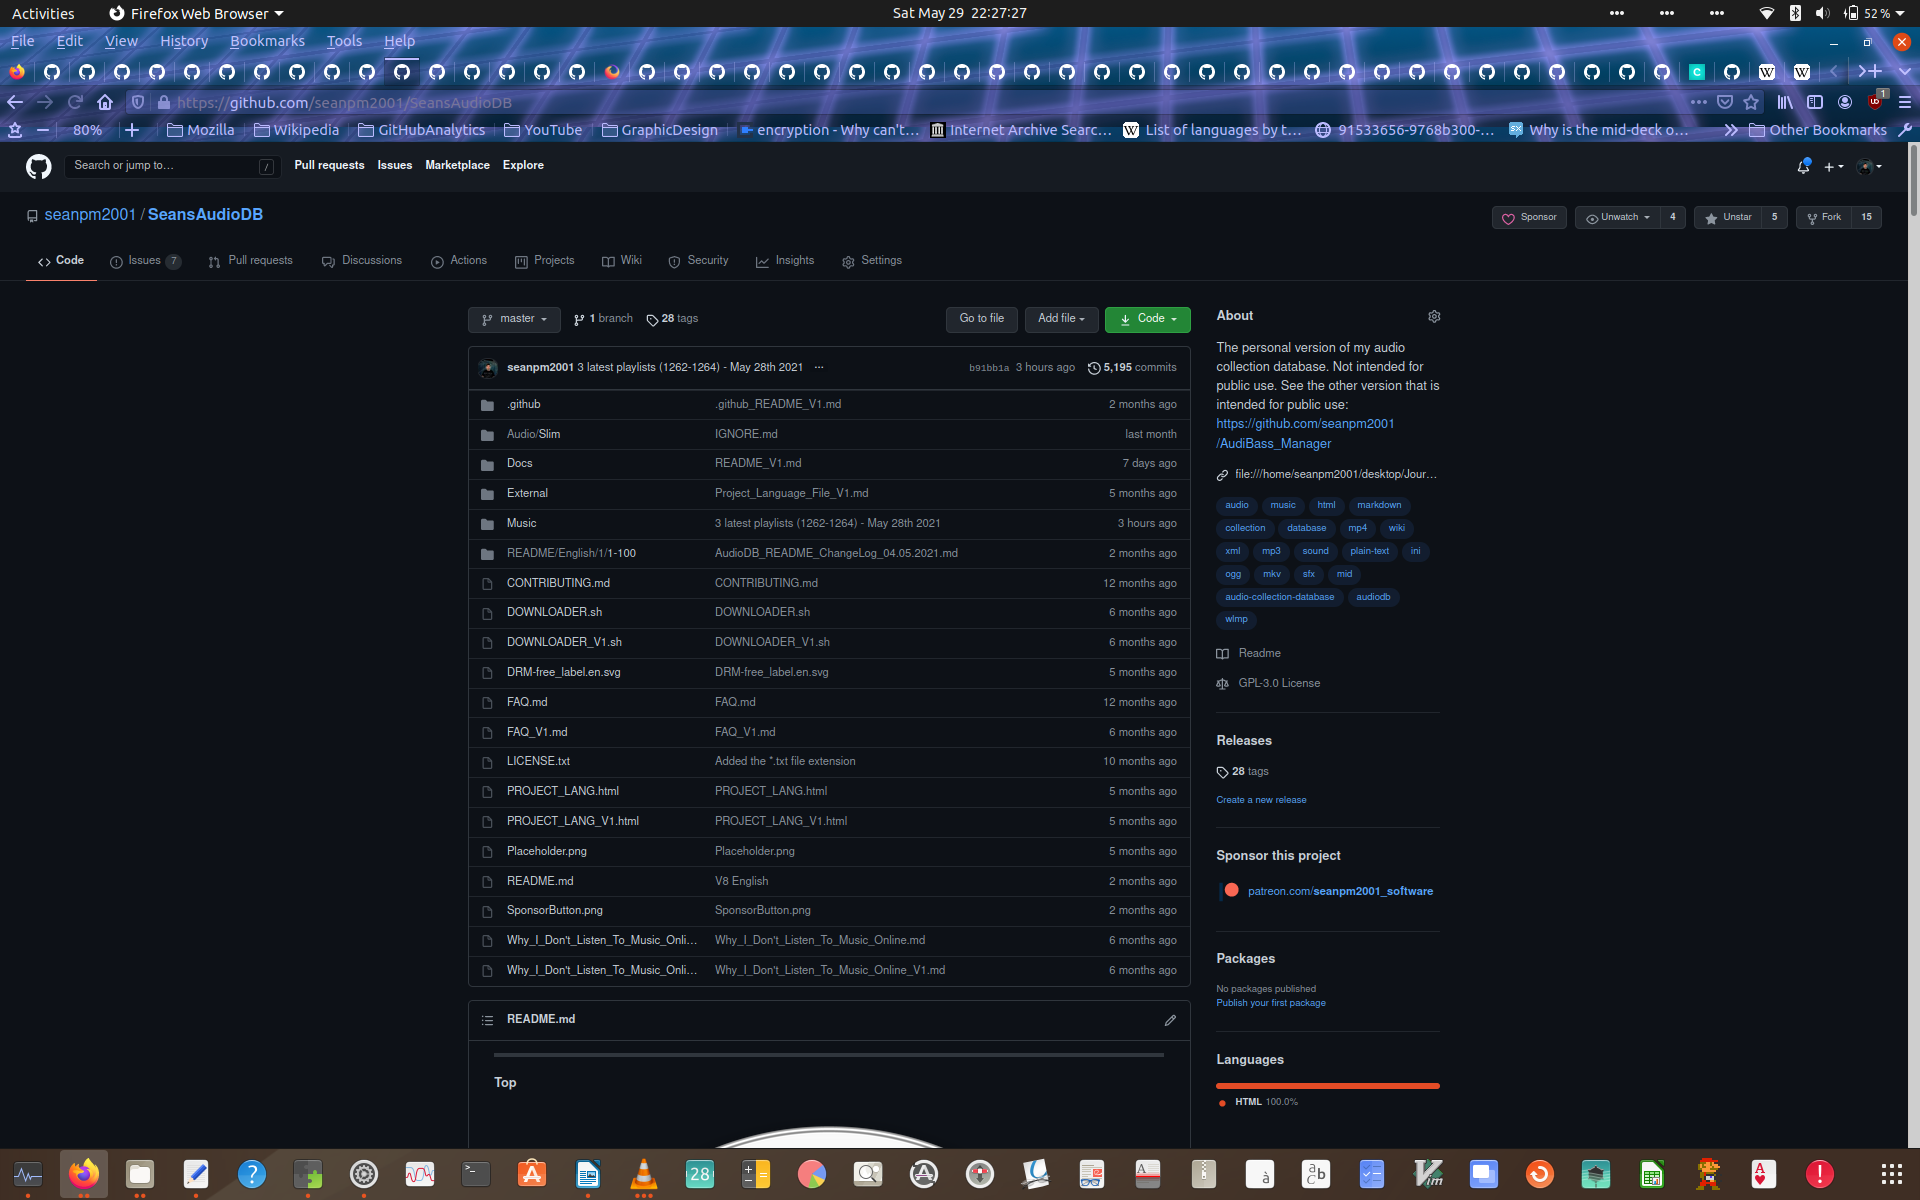 Activities Firefox Web Browser Sat May 29 22:27:27 52 %
File Edit View History Bookmarks Tools Help
https://github.com/seanpm2001/SeansAudioDB 1
80% Mozilla Wikipedia GitHubAnalytics YouTube GraphicDesign encryption - Why can't… Internet Archive Searc… List of languages by t… 91533656-9768b300-… Why is the mid-deck o… Other Bookmarks
Search or jump to… / Pull requests Issues Marketplace Explore
seanpm2001 / SeansAudioDB Sponsor Unwatch 4 Unstar 5 Fork 15
Code Issues 7 Pull requests Discussions Actions Projects Wiki Security Insights Settings
master 1 branch 28 tags Go to file Add file Code
seanpm2001 3 latest playlists (1262-1264) - May 28th 2021 ... b91bb1a 3 hours ago 5,195 commits
.github .github_README_V1.md 2 months ago
Audio/Slim IGNORE.md last month
Docs README_V1.md 7 days ago
External Project_Language_File_V1.md 5 months ago
Music 3 latest playlists (1262-1264) - May 28th 2021 3 hours ago
README/English/1/1-100 AudioDB_README_ChangeLog_04.05.2021.md 2 months ago
CONTRIBUTING.md CONTRIBUTING.md 12 months ago
DOWNLOADER.sh DOWNLOADER.sh 6 months ago
DOWNLOADER_V1.sh DOWNLOADER_V1.sh 6 months ago
DRM-free_label.en.svg DRM-free_label.en.svg 5 months ago
FAQ.md FAQ.md 12 months ago
FAQ_V1.md FAQ_V1.md 6 months ago
LICENSE.txt Added the *.txt file extension 10 months ago
PROJECT_LANG.html PROJECT_LANG.html 5 months ago
PROJECT_LANG_V1.html PROJECT_LANG_V1.html 5 months ago
Placeholder.png Placeholder.png 5 months ago
README.md V8 English 2 months ago
SponsorButton.png SponsorButton.png 2 months ago
Why_I_Don't_Listen_To_Music_Onli… Why_I_Don't_Listen_To_Music_Online.md 6 months ago
Why_I_Don't_Listen_To_Music_Onli… Why_I_Don't_Listen_To_Music_Online_V1.md 6 months ago
README.md
Top
About
The personal version of my audio
collection database. Not intended for
public use. See the other version that is
intended for public use:
https://github.com/seanpm2001
/AudiBass_Manager
file:///home/seanpm2001/desktop/Jour…
audio music html markdown
collection database mp4 wiki
xml mp3 sound plain-text ini
ogg mkv sfx mid
audio-collection-database audiodb
wlmp
Readme
GPL-3.0 License
Releases
28 tags
Create a new release
Sponsor this project
patreon.com/seanpm2001_software
Packages
No packages published
Publish your first package
Languages
HTML 100.0%
28